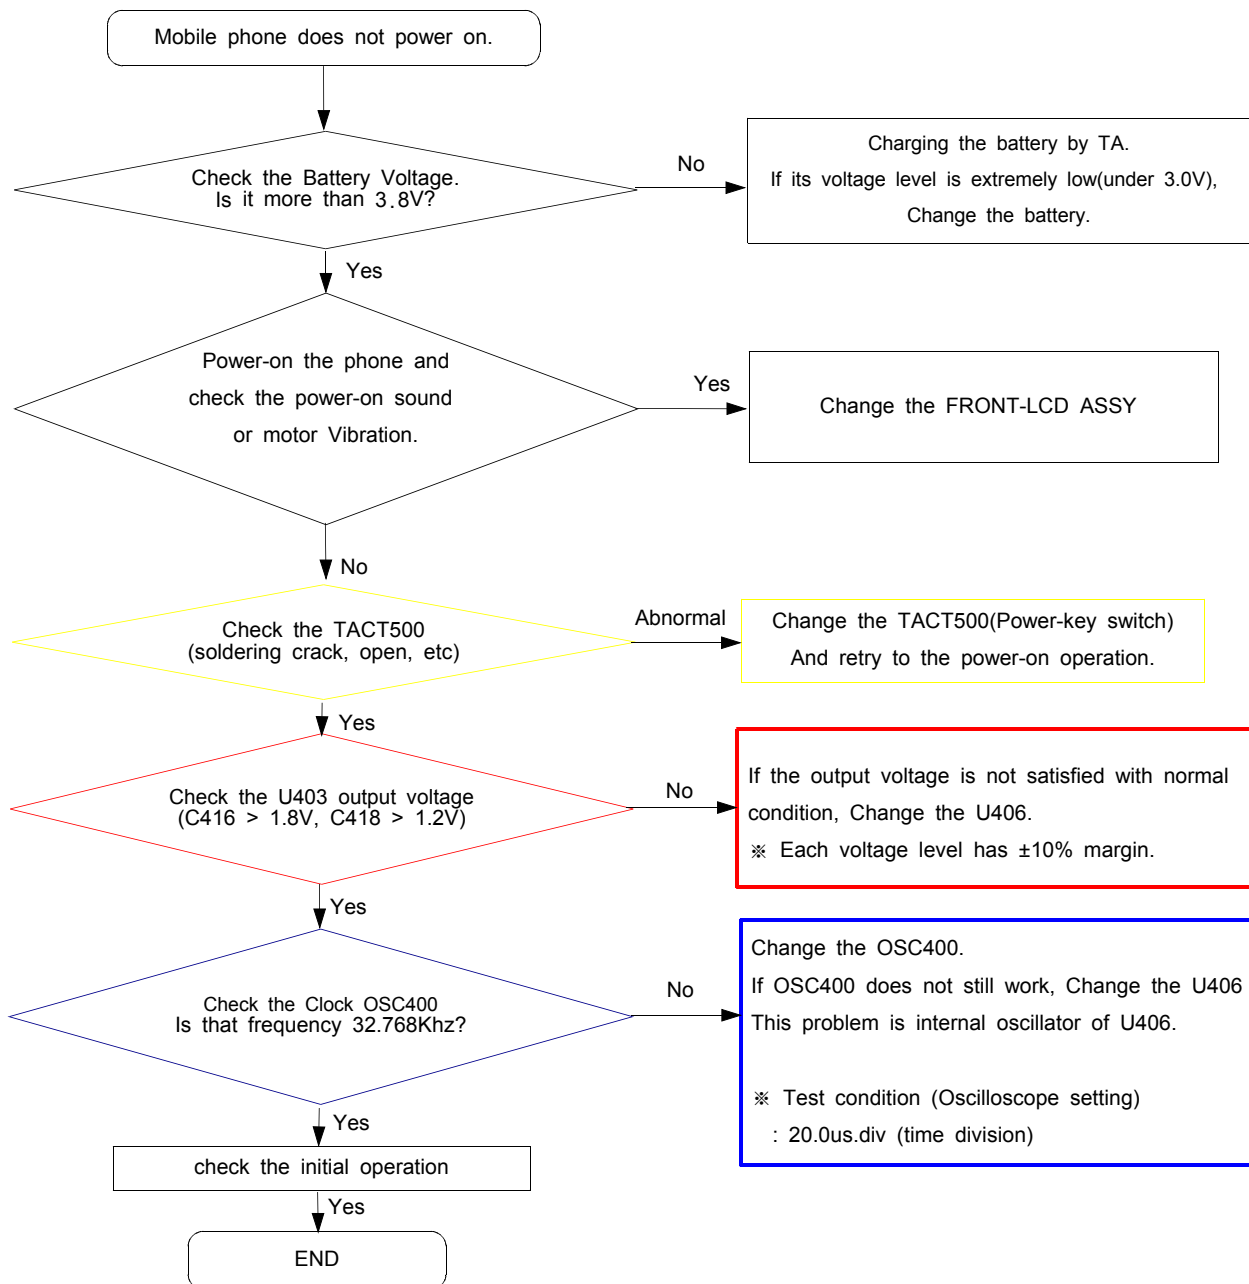 Mobile phone does not power on.
Check the Battery Voltage.
Is it more than 3.8V?
No
Charging the battery by TA.
If its voltage level is extremely low(under 3.0V),
Change the battery.
Yes
Power-on the phone and
check the power-on sound
or motor Vibration.
Yes
Change the FRONT-LCD ASSY
No
Check the TACT500
(soldering crack, open, etc)
Abnormal
Change the TACT500(Power-key switch)
And retry to the power-on operation.
Yes
Check the U403 output voltage
(C416 > 1.8V, C418 > 1.2V)
No
If the output voltage is not satisfied with normal
condition, Change the U406.
※ Each voltage level has ±10% margin.
Yes
Check the Clock OSC400
Is that frequency 32.768Khz?
No
Change the OSC400.
If OSC400 does not still work, Change the U406
This problem is internal oscillator of U406.
※ Test condition (Oscilloscope setting)
: 20.0us.div (time division)
Yes
check the initial operation
Yes
END